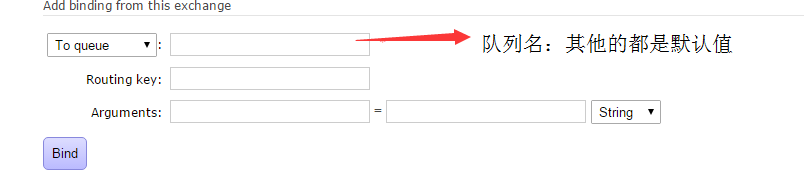 Add binding from this exchange
To queue : 队列名：其他的都是默认值
Routing key:
Arguments: = String
Bind